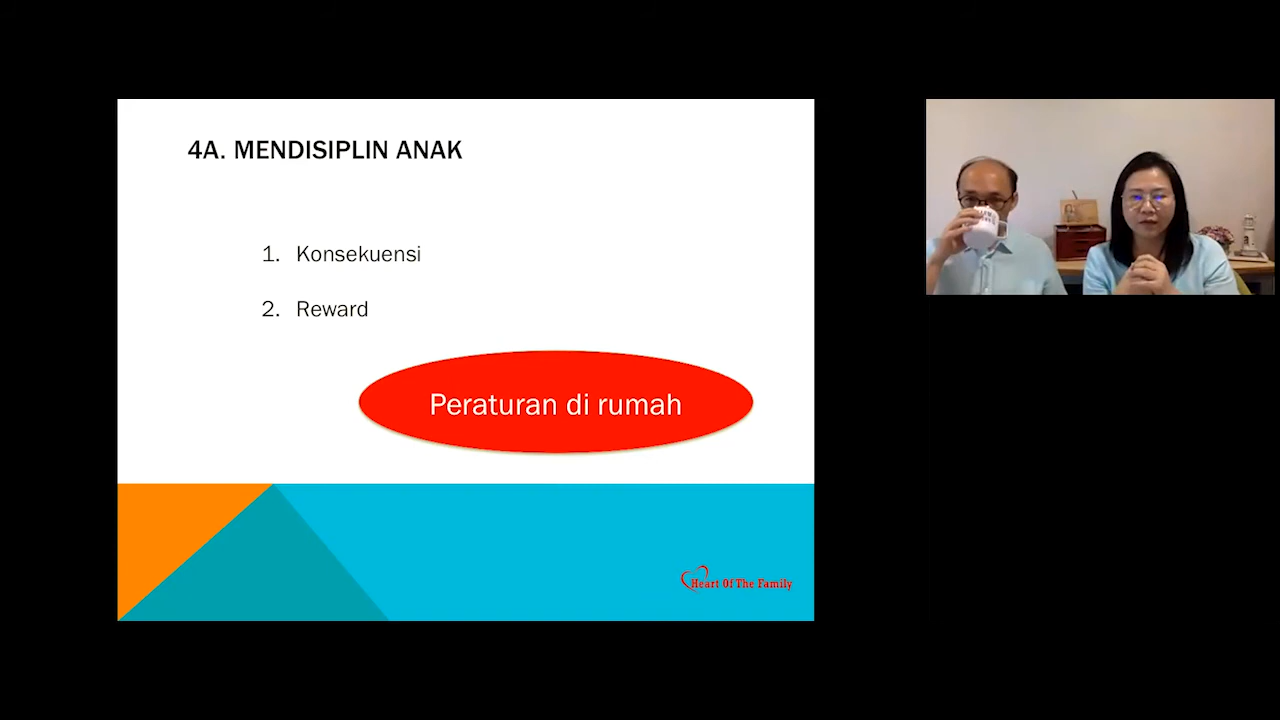 4A. MENDISIPLIN ANAK
1. Konsekuensi
2. Reward
Peraturan di rumah
Heart Of The Family